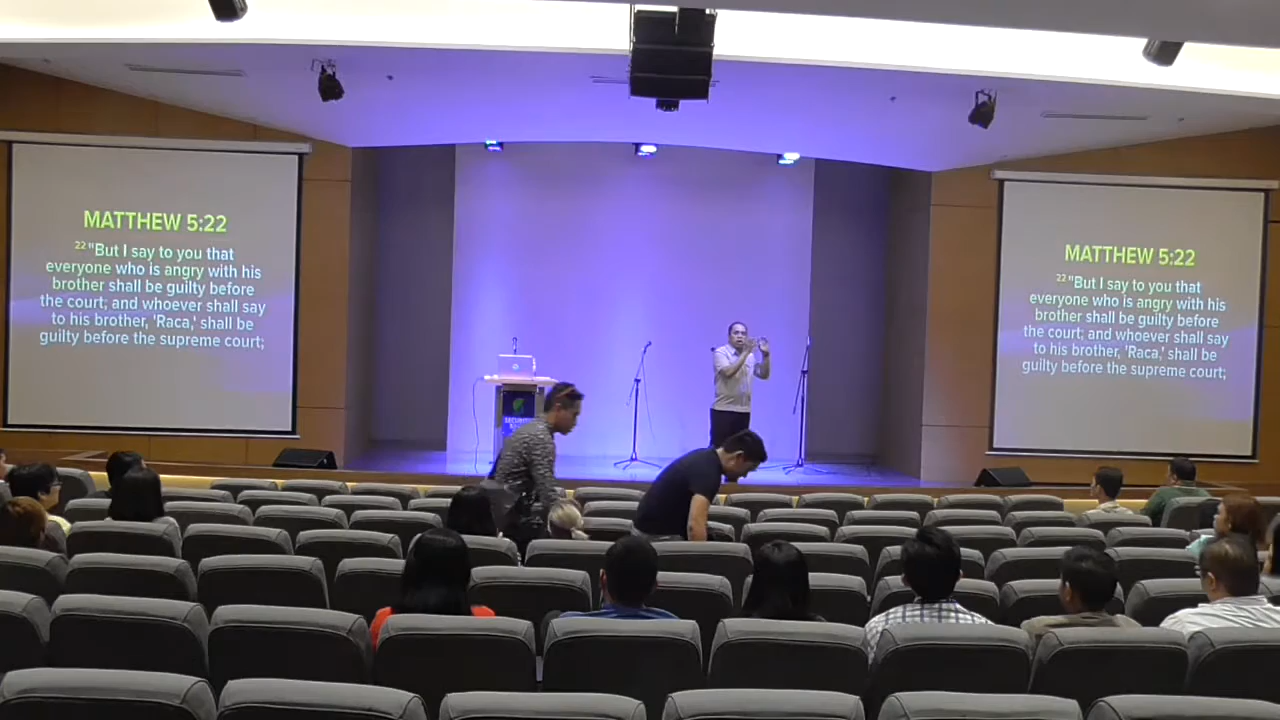 MATTHEW 5:22
22 "But I say to you that
everyone who is angry with his
brother shall be guilty before
the court; and whoever shall say
to his brother, 'Raca,' shall be
guilty before the supreme court;
SECURITY
MATTHEW 5:22
22 "But I say to you that
everyone who is angry with his
brother shall be guilty before
the court; and whoever shall say
to his brother, 'Raca,' shall be
guilty before the supreme court;